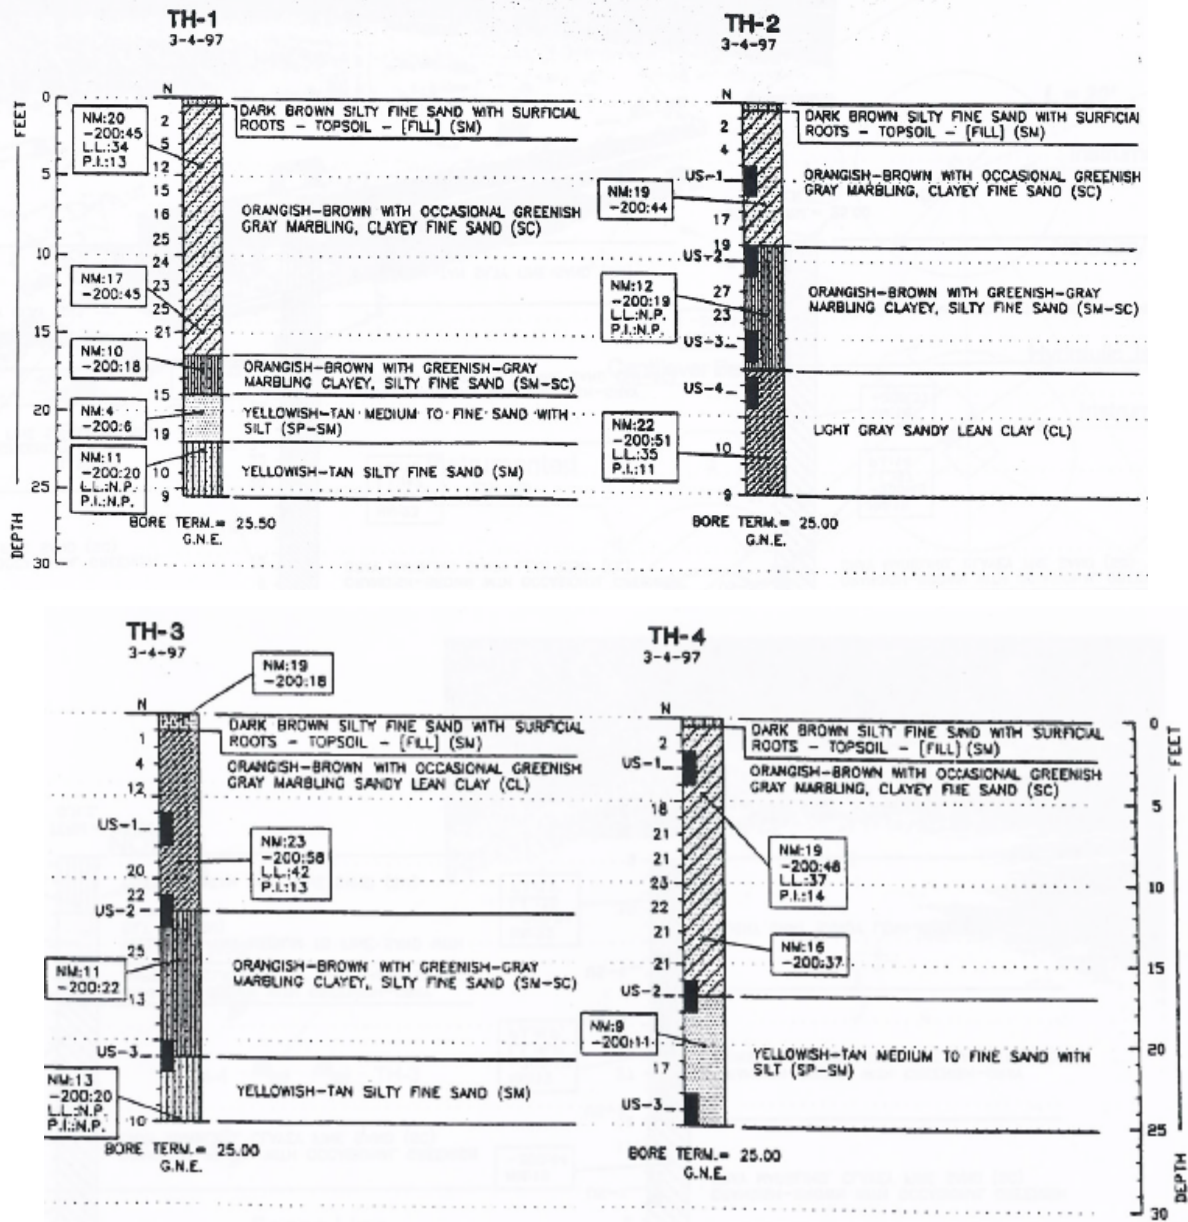 TH-1
3-4-97
TH-2
3-4-97
FEET
DEPTH
0
5
10
15
20
25
30
N
2
5
12
15
16
25
24
23
25
21
15
19
10
9
NM:20
-200:45
L.L.:34
P.I.:13
NM:17
-200:45
NM:10
-200:18
NM:4
-200:6
NM:11
-200:20
L.L.:N.P.
P.I.:N.P.
DARK BROWN SILTY FINE SAND WITH SURFICIAL
ROOTS - TOPSOIL - [FILL] (SM)
ORANGISH-BROWN WITH OCCASIONAL GREENISH
GRAY MARBLING, CLAYEY FINE SAND (SC)
ORANGISH-BROWN WITH GREENISH-GRAY
MARBLING CLAYEY, SILTY FINE SAND (SM-SC)
YELLOWISH-TAN MEDIUM TO FINE SAND WITH
SILT (SP-SM)
YELLOWISH-TAN SILTY FINE SAND (SM)
BORE TERM.= 25.50
G.N.E.
N
2
4
US-1
17
19
US-2
27
23
US-3
US-4
10
9
NM:19
-200:44
NM:12
-200:19
L.L.:N.P.
P.I.:N.P.
NM:22
-200:51
L.L.:35
P.I.:11
DARK BROWN SILTY FINE SAND WITH SURFICIA
ROOTS - TOPSOIL - [FILL] (SM)
ORANGISH-BROWN WITH OCCASIONAL GREENISH
GRAY MARBLING, CLAYEY FINE SAND (SC)
ORANGISH-BROWN WITH GREENISH-GRAY
MARBLING CLAYEY, SILTY FINE SAND (SM-SC)
LIGHT GRAY SANDY LEAN CLAY (CL)
BORE TERM.= 25.00
G.N.E.
TH-3
3-4-97
NM:19
-200:18
N
1
4
12
US-1
20
22
US-2
25
13
US-3
10
DARK BROWN SILTY FINE SAND WITH SURFICIAL
ROOTS - TOPSOIL - [FILL] (SM)
ORANGISH-BROWN WITH OCCASIONAL GREENISH
GRAY MARBLING SANDY LEAN CLAY (CL)
NM:23
-200:58
L.L.:42
P.I.:13
NM:11
-200:22
ORANGISH-BROWN WITH GREENISH-GRAY
MARBLING CLAYEY, SILTY FINE SAND (SM-SC)
NM:13
-200:20
L.L.:N.P.
P.I.:N.P.
YELLOWISH-TAN SILTY FINE SAND (SM)
BORE TERM.= 25.00
G.N.E.
TH-4
3-4-97
N
2
US-1
18
21
21
23
22
21
21
US-2
17
US-3
DARK BROWN SILTY FINE SAND WITH SURFICIAL
ROOTS - TOPSOIL - [FILL] (SM)
ORANGISH-BROWN WITH OCCASIONAL GREENISH
GRAY MARBLING, CLAYEY FINE SAND (SC)
NM:19
-200:48
L.L.:37
P.I.:14
NM:16
-200:37
NM:9
-200:11
YELLOWISH-TAN MEDIUM TO FINE SAND WITH
SILT (SP-SM)
BORE TERM.= 25.00
G.N.E.
0
5
10
15
20
25
30
FEET
DEPTH